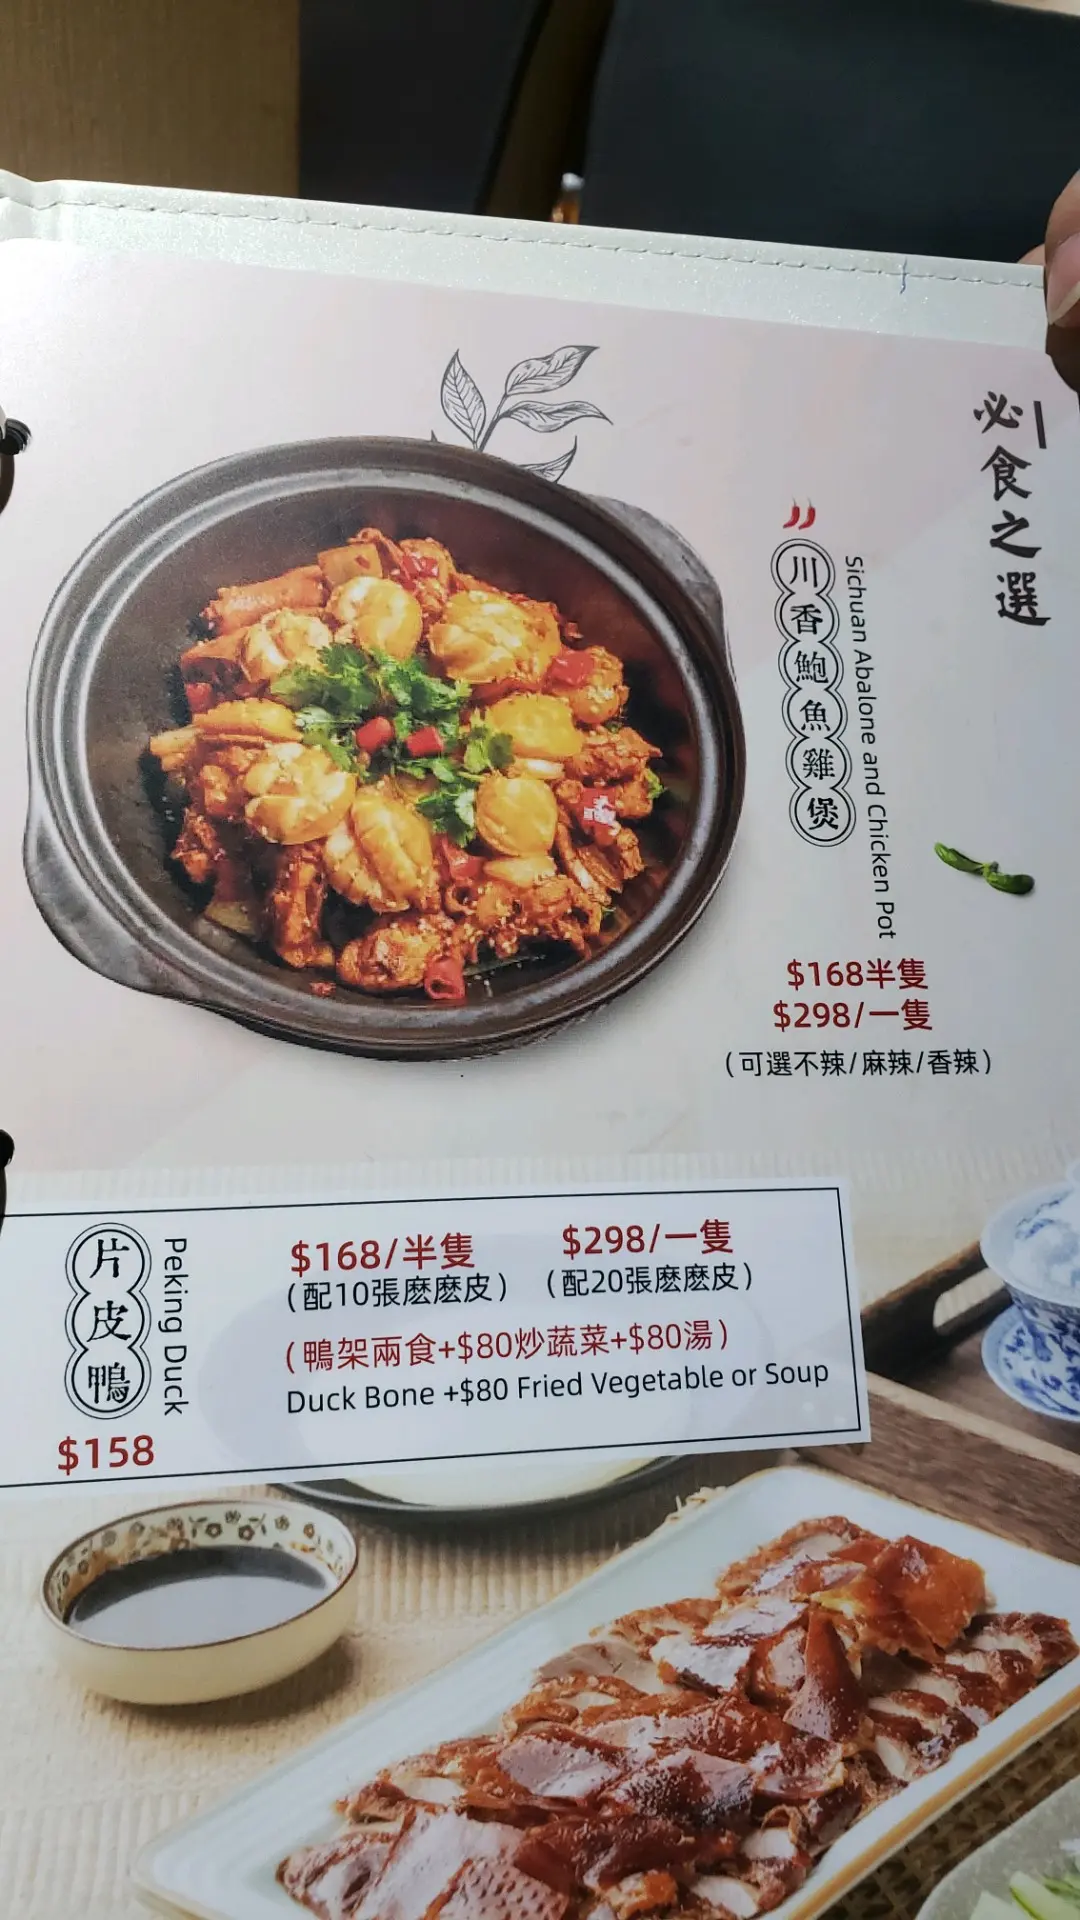 必食之選
川香鮑魚雞煲
Sichuan Abalone and Chicken Pot
$168半隻
$298/一隻
(可選不辣/麻辣/香辣)
片皮鴨
Peking Duck
$158
$168/半隻
(配10張麽麽皮)
$298/一隻
(配20張麽麽皮)
(鴨架兩食+$80炒蔬菜+$80湯)
Duck Bone +$80 Fried Vegetable or Soup